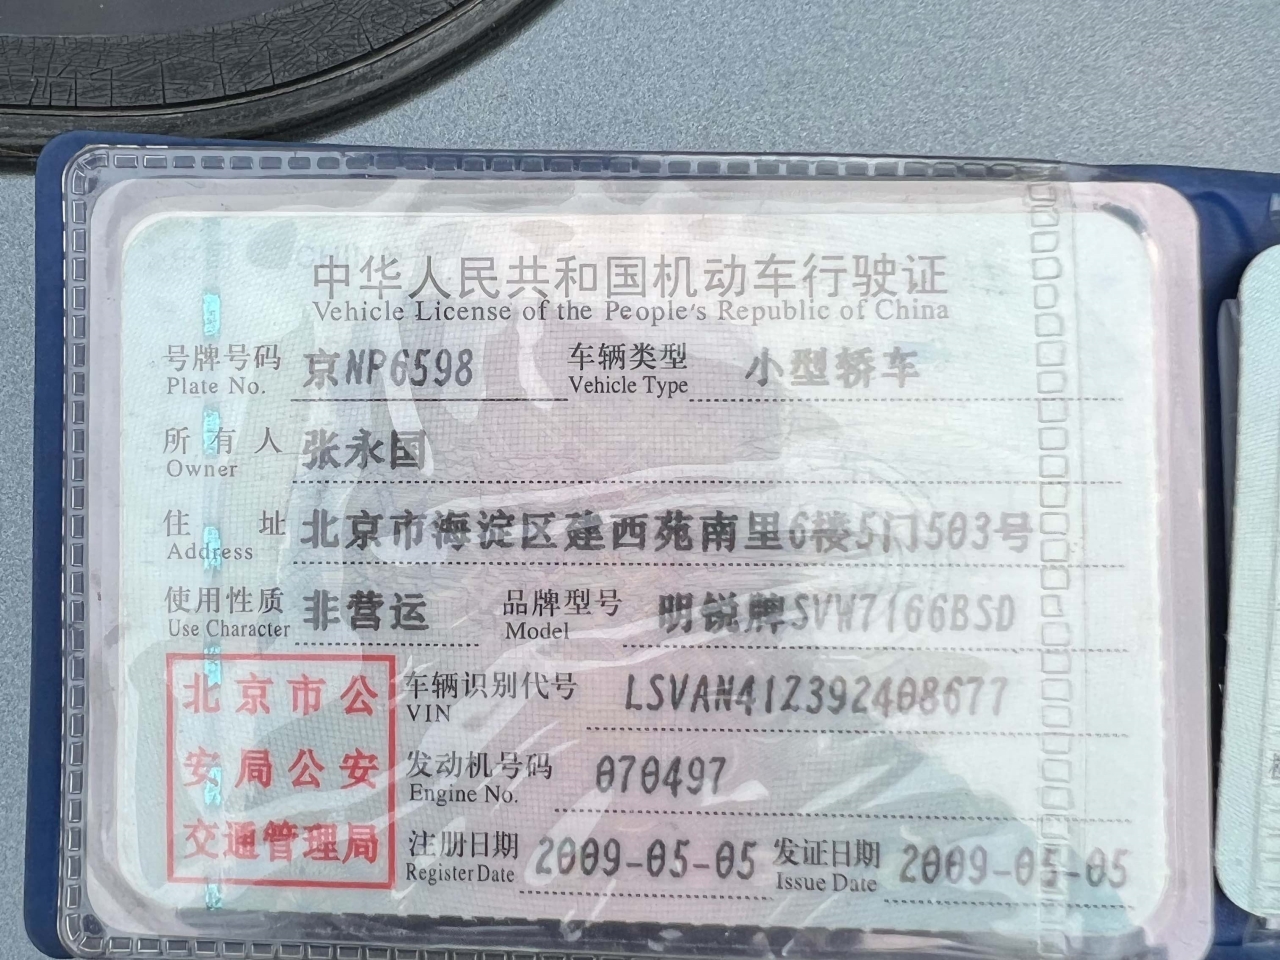 中华人民共和国机动车行驶证
Vehicle License of the People's Republic of China
号牌号码 京NP6598 车辆类型 小型轿车
Plate No. Vehicle Type
所有人 张永国
Owner
住址 北京市海淀区建西苑南里6楼5门503号
Address
使用性质 非营运 品牌型号 明锐牌SVW7166BSD
Use Character Model
北京市公
安局公安
交通管理局
车辆识别代号 LSVAN41Z392408677
VIN
发动机号码 070497
Engine No.
注册日期 2009-05-05 发证日期 2009-05-05
Register Date Issue Date